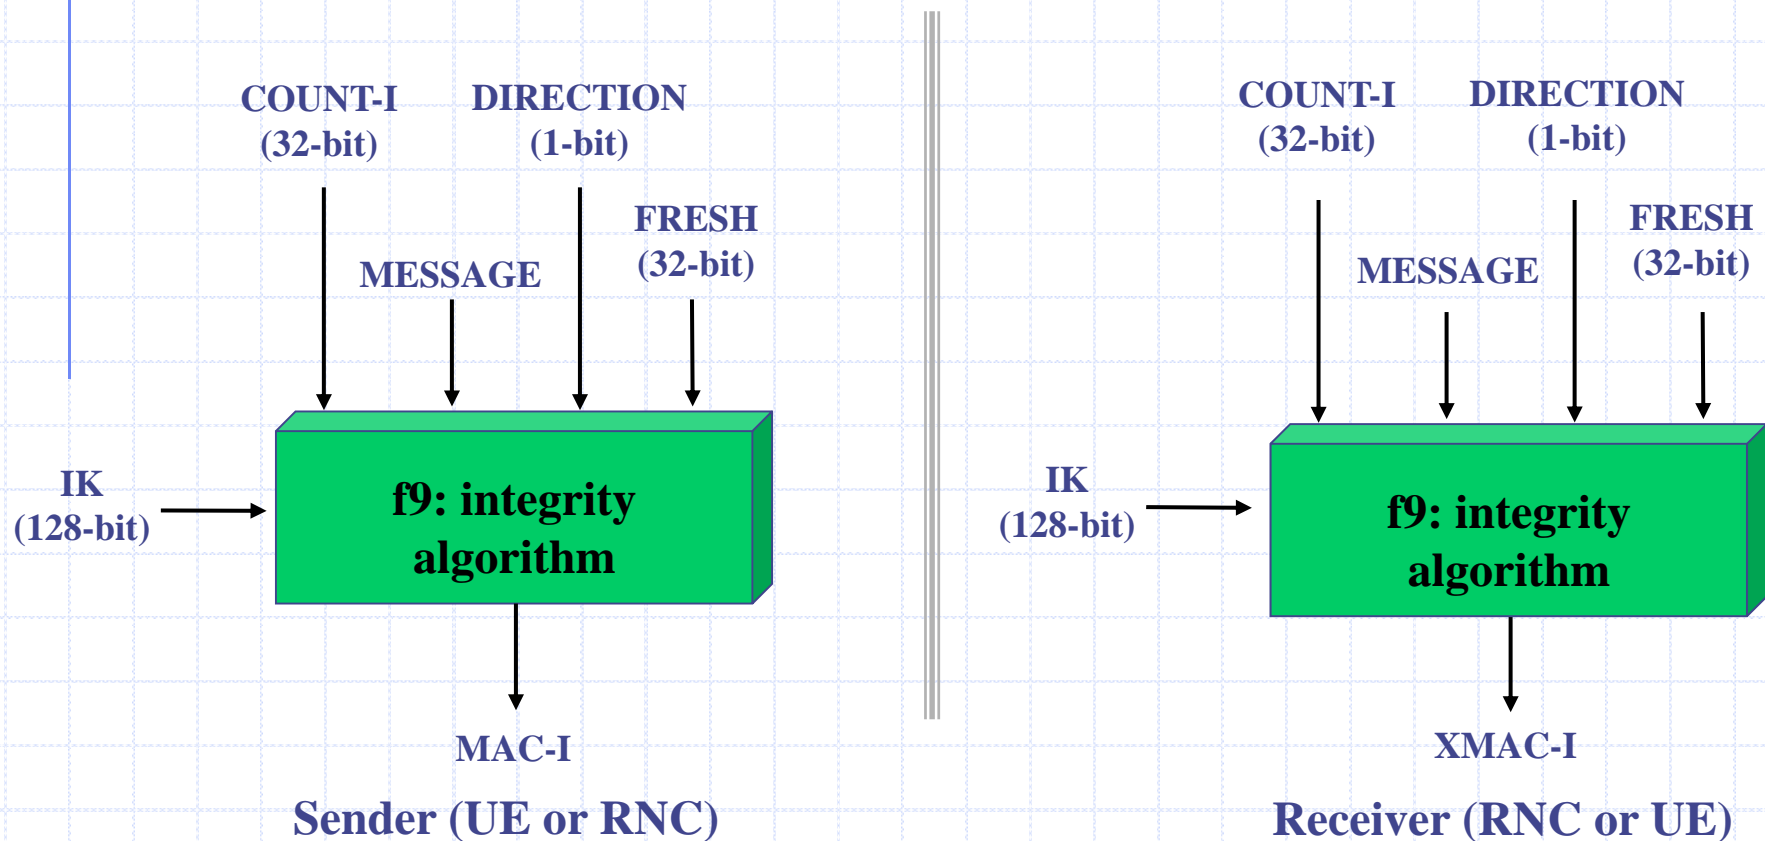 COUNT-I
(32-bit)
DIRECTION
(1-bit)
FRESH
(32-bit)
MESSAGE
IK
(128-bit)
f9: integrity
algorithm
MAC-I
Sender (UE or RNC)
COUNT-I
(32-bit)
DIRECTION
(1-bit)
FRESH
(32-bit)
MESSAGE
IK
(128-bit)
f9: integrity
algorithm
XMAC-I
Receiver (RNC or UE)